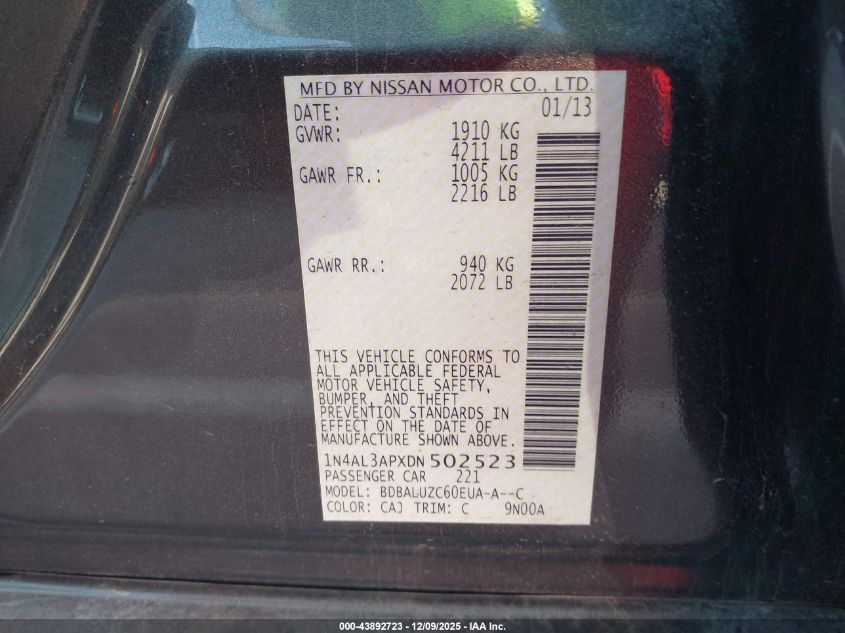 MFD BY NISSAN MOTOR CO., LTD.
DATE: 01/13
GVWR: 1910 KG
4211 LB
GAWR FR.: 1005 KG
2216 LB
GAWR RR.: 940 KG
2072 LB
THIS VEHICLE CONFORMS TO
ALL APPLICABLE FEDERAL
MOTOR VEHICLE SAFETY,
BUMPER, AND THEFT
PREVENTION STANDARDS IN
EFFECT ON THE DATE OF
MANUFACTURE SHOWN ABOVE.
1N4AL3APXDN502523
PASSENGER CAR 221
MODEL: BDBALUZC60EUA-A--C
COLOR: CAJ TRIM: C 9N00A
000-43892723 - 12/09/2025 - IAA Inc.